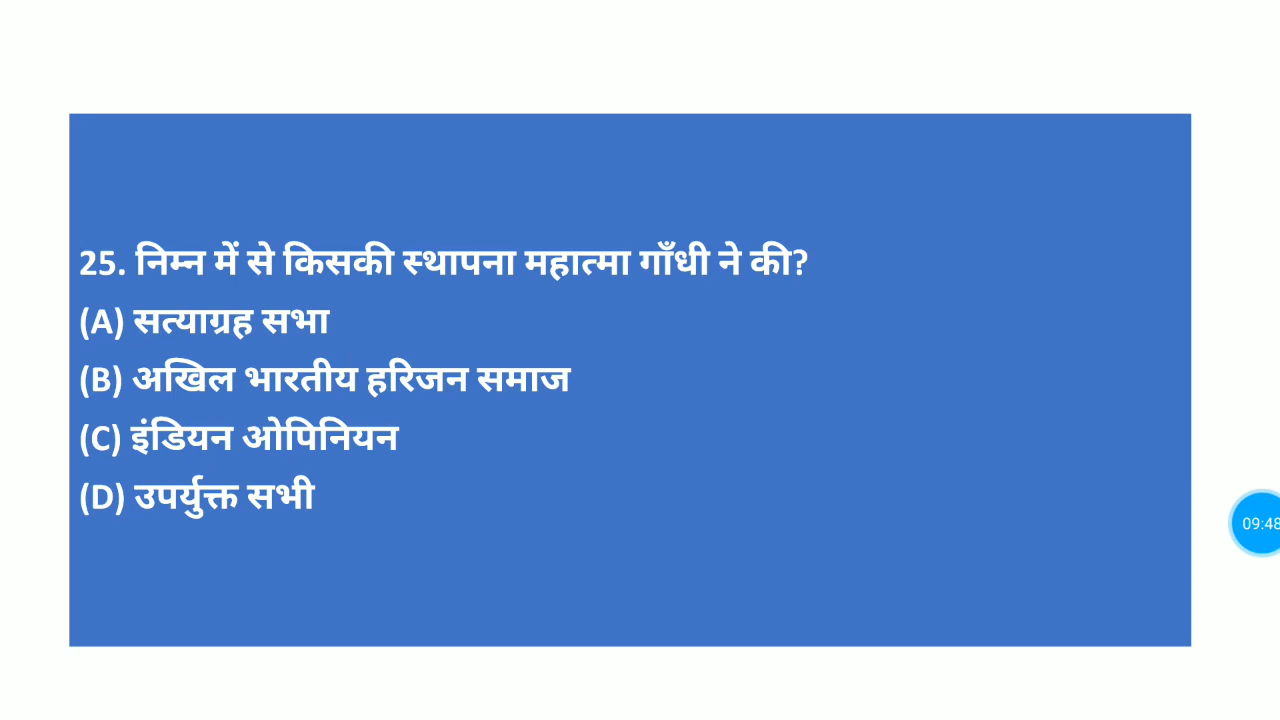 25. निम्न में से किसकी स्थापना महात्मा गाँधी ने की?
(A) सत्याग्रह सभा
(B) अखिल भारतीय हरिजन समाज
(C) इंडियन ओपिनियन
(D) उपर्युक्त सभी
09:48